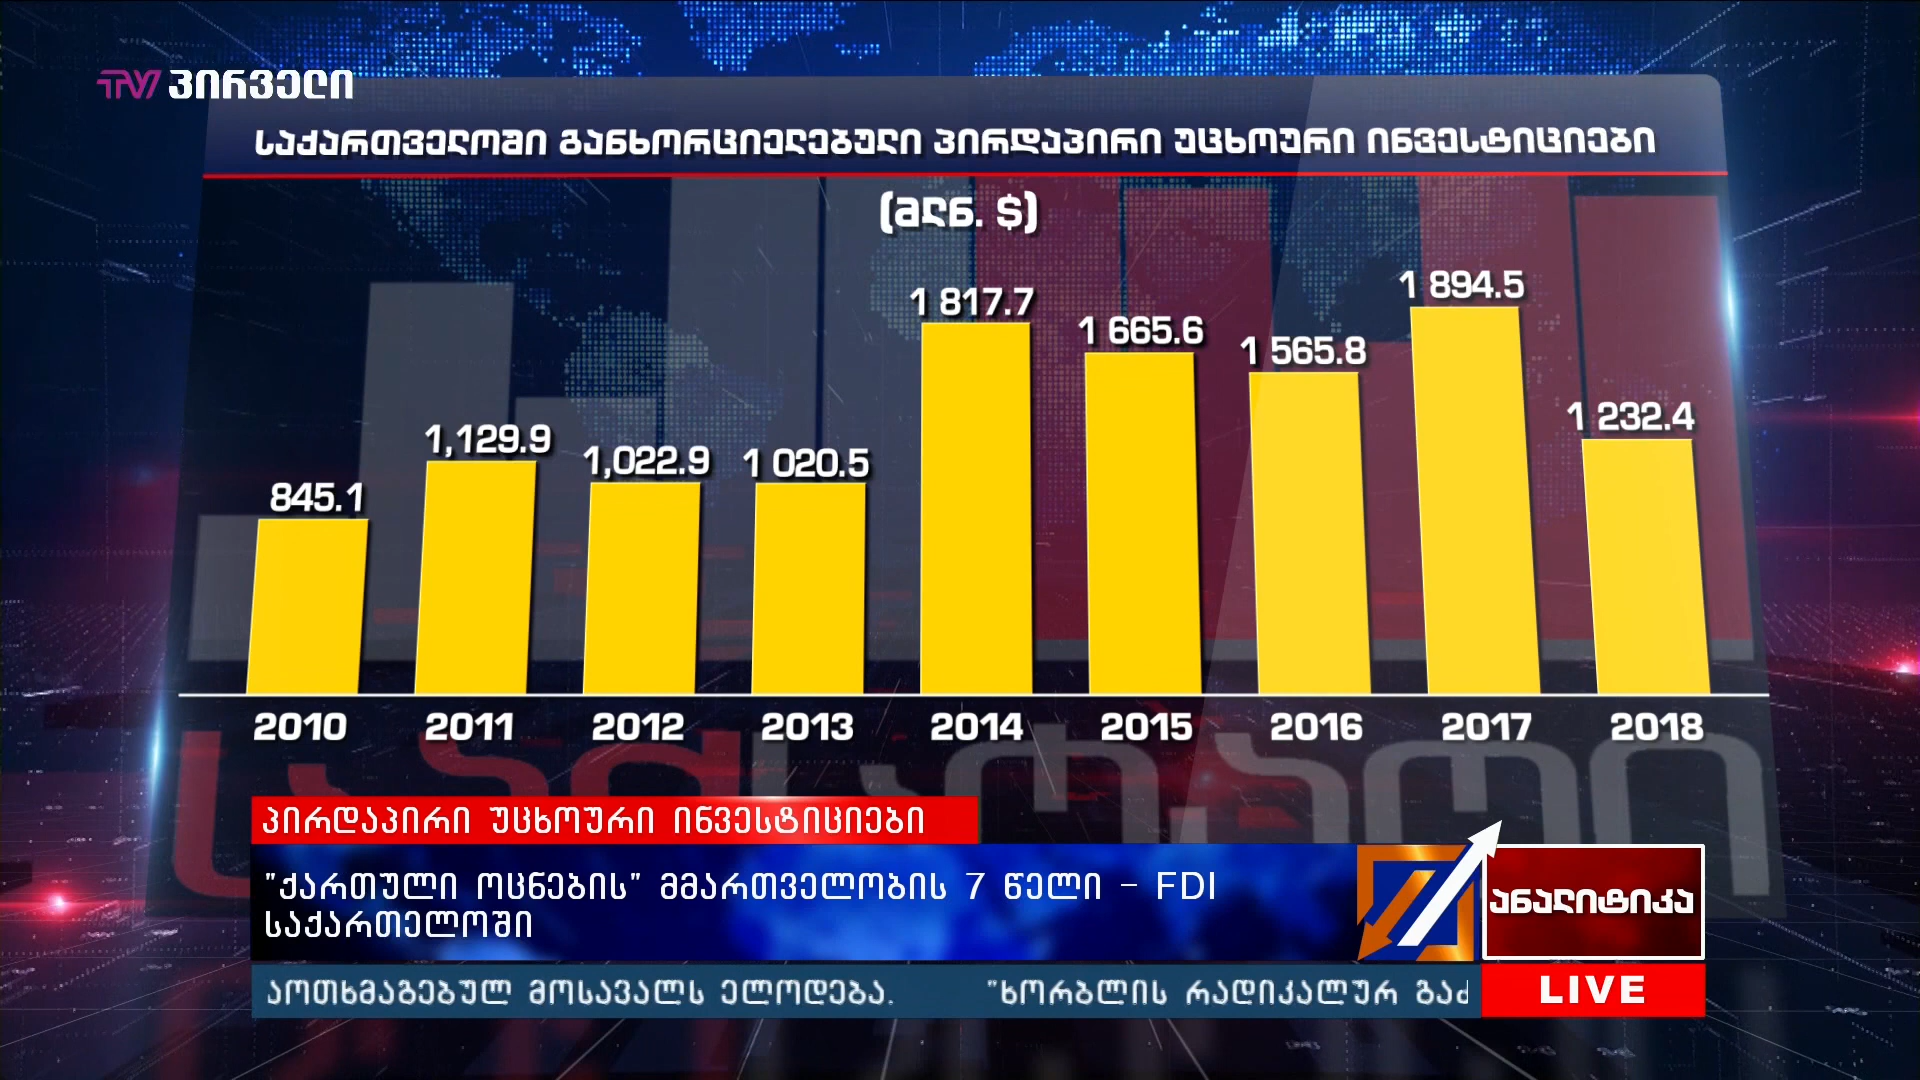 TV პირველი
საქართველოში განხორციელებული პირდაპირი უცხოური ინვესტიციები
(მლნ. $)
845.1
1,129.9
1,022.9
1 020.5
1 817.7
1 665.6
1 565.8
1 894.5
1 232.4
2010 2011 2012 2013 2014 2015 2016 2017 2018
პირდაპირი უცხოური ინვესტიციები
"ქართული ოცნების" მმართველობის 7 წელი - FDI
საქართელოში
ანალიტიკა
აოთხმაგებულ მოსავალს ელოდება. "ხორბლის რადიკალურ გაძ
LIVE